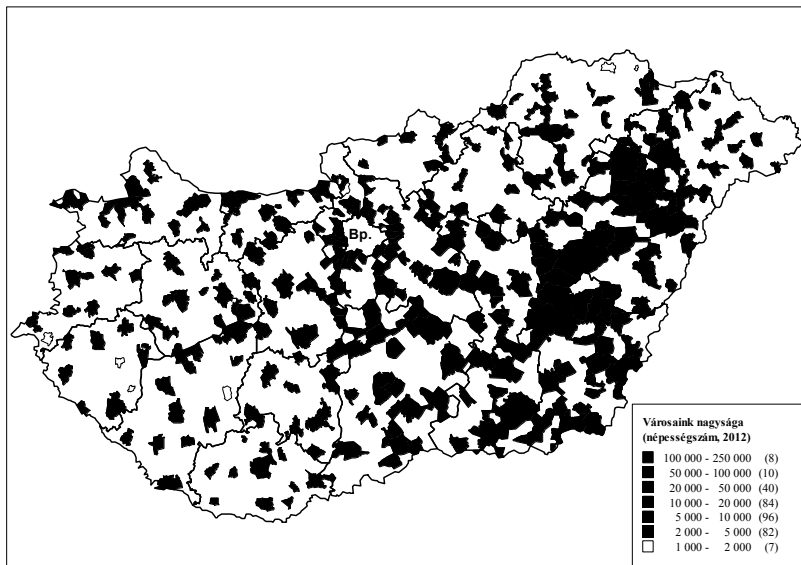 Bp.
Városaink nagysága
(népességszám, 2012)
100 000 - 250 000 (8)
50 000 - 100 000 (10)
20 000 - 50 000 (40)
10 000 - 20 000 (84)
5 000 - 10 000 (96)
2 000 - 5 000 (82)
1 000 - 2 000 (7)